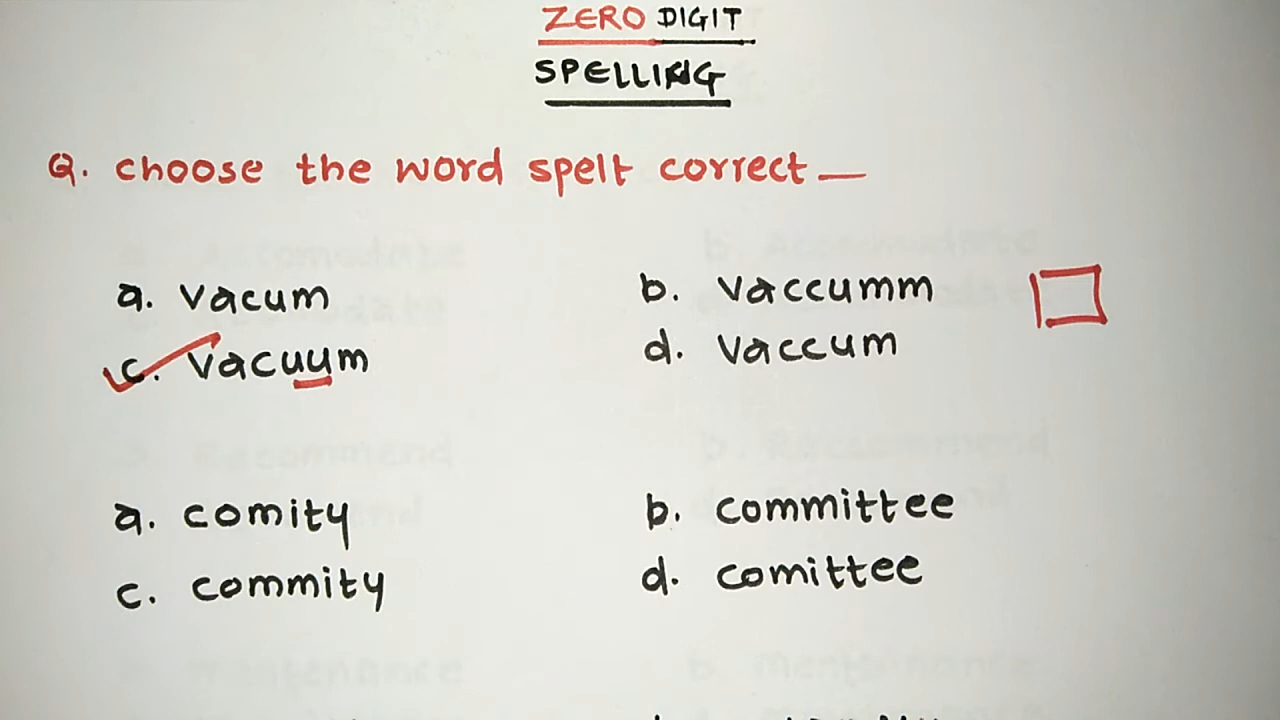 ZERO DIGIT
SPELLING
Q. choose the word spelt correct —
a. vacum b. vaccumm
c. vacuum d. vaccum
a. comity b. committee
c. commity d. comittee